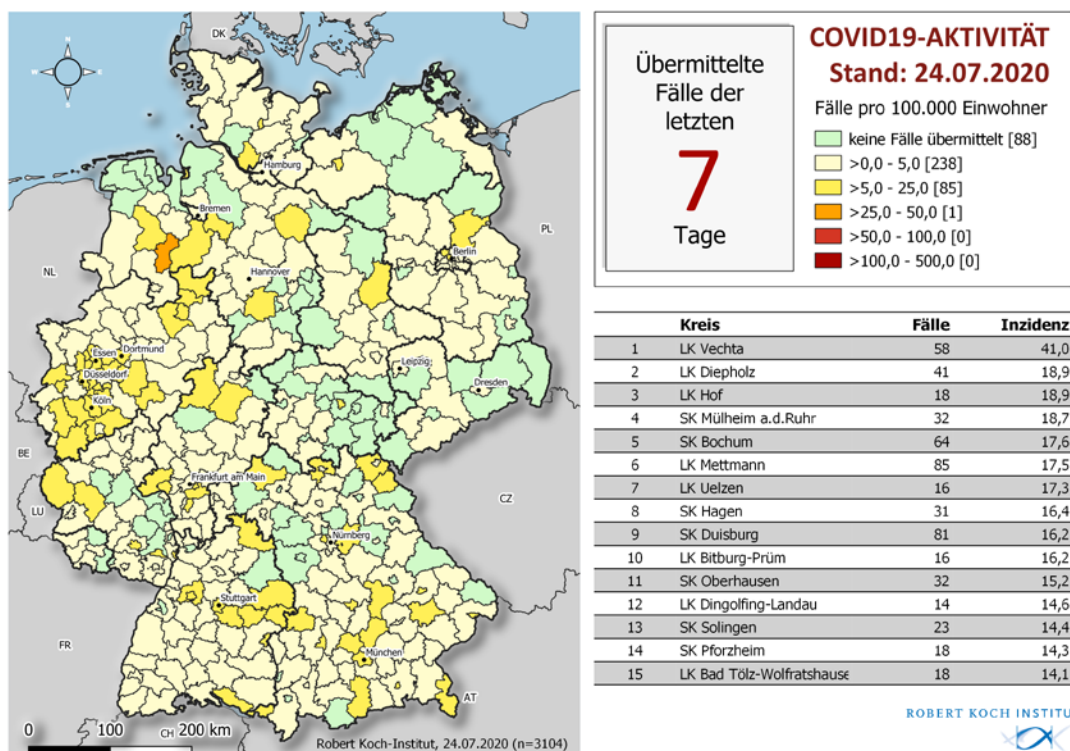 DK
N
W
E
S
Hamburg
Bremen
PL
Berlin
NL
Hannover
Essen
Dortmund
Düsseldorf
Leipzig
Dresden
Köln
BE
Frankfurt am Main
CZ
LU
Nürnberg
Stuttgart
FR
München
AT
CH
0 100 200 km
Robert Koch-Institut, 24.07.2020 (n=3104)
Übermittelte
Fälle der
letzten
7
Tage
COVID19-AKTIVITÄT
Stand: 24.07.2020
Fälle pro 100.000 Einwohner
keine Fälle übermittelt [88]
>0,0 - 5,0 [238]
>5,0 - 25,0 [85]
>25,0 - 50,0 [1]
>50,0 - 100,0 [0]
>100,0 - 500,0 [0]
Kreis Fälle Inzidenz
1 LK Vechta 58 41,0
2 LK Diepholz 41 18,9
3 LK Hof 18 18,9
4 SK Mülheim a.d.Ruhr 32 18,7
5 SK Bochum 64 17,6
6 LK Mettmann 85 17,5
7 LK Uelzen 16 17,3
8 SK Hagen 31 16,4
9 SK Duisburg 81 16,2
10 LK Bitburg-Prüm 16 16,2
11 SK Oberhausen 32 15,2
12 LK Dingolfing-Landau 14 14,6
13 SK Solingen 23 14,4
14 SK Pforzheim 18 14,3
15 LK Bad Tölz-Wolfratshause 18 14,1
ROBERT KOCH INSTITU